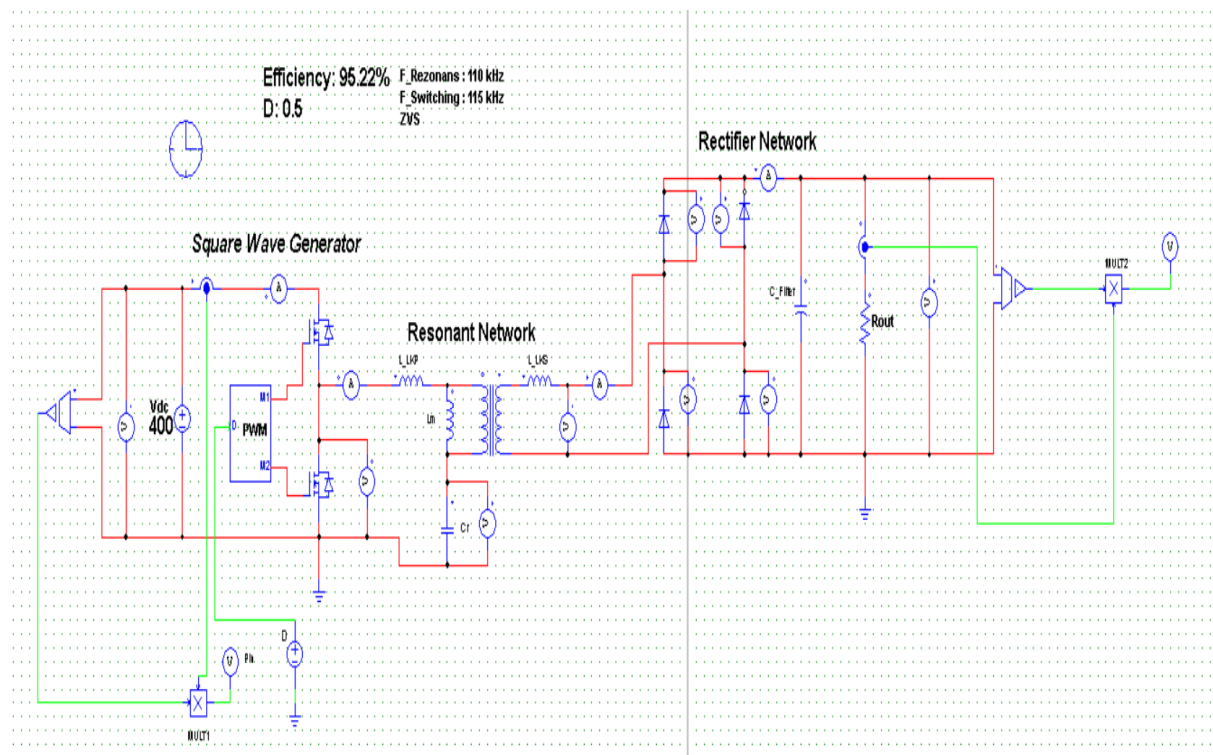 Efficiency: 95.22%
D: 0.5
F_Rezonans : 110 kHz
F_Switching : 115 kHz
ZVS
Rectifier Network
Square Wave Generator
A
V
V
A
V
MULT2
C_Filter
Rout
V
Resonant Network
L_LKP
L_LKS
A
A
Lm
V
V
V
Vdc
400
V
M1
D
PWM
M2
V
Cr
V
D
V
Pin
MULT1